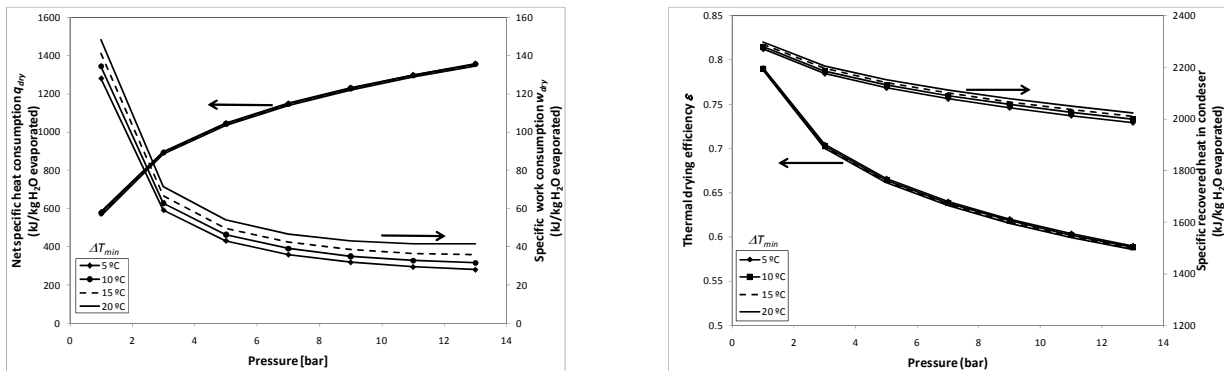 Net specific heat consumption q_dry
(kJ/kg H₂O evaporated)
1600
1400
1200
1000
800
600
400
200
0
160
140
120
100
80
60
40
20
0
Specific work consumption w_dry
(kJ/kg H₂O evaporated)
ΔT_min
5 ºC
10 ºC
15 ºC
20 ºC
0 2 4 6 8 10 12 14
Pressure [bar]
Thermal drying efficiency ε
0.85
0.8
0.75
0.7
0.65
0.6
0.55
0.5
2400
2200
2000
1800
1600
1400
1200
Specific recovered heat in condeser
(kJ/kg H₂O evaporated)
ΔT_min
5 ºC
10 ºC
15 ºC
20 ºC
0 2 4 6 8 10 12 14
Pressure (bar)